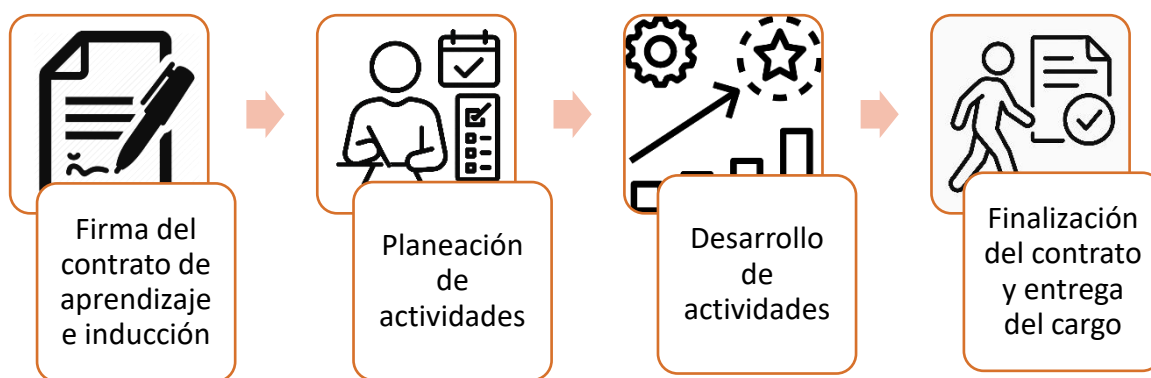 Firma del
contrato de
aprendizaje
e inducción
Planeación
de
actividades
Desarrollo
de
actividades
Finalización
del contrato
y entrega
del cargo